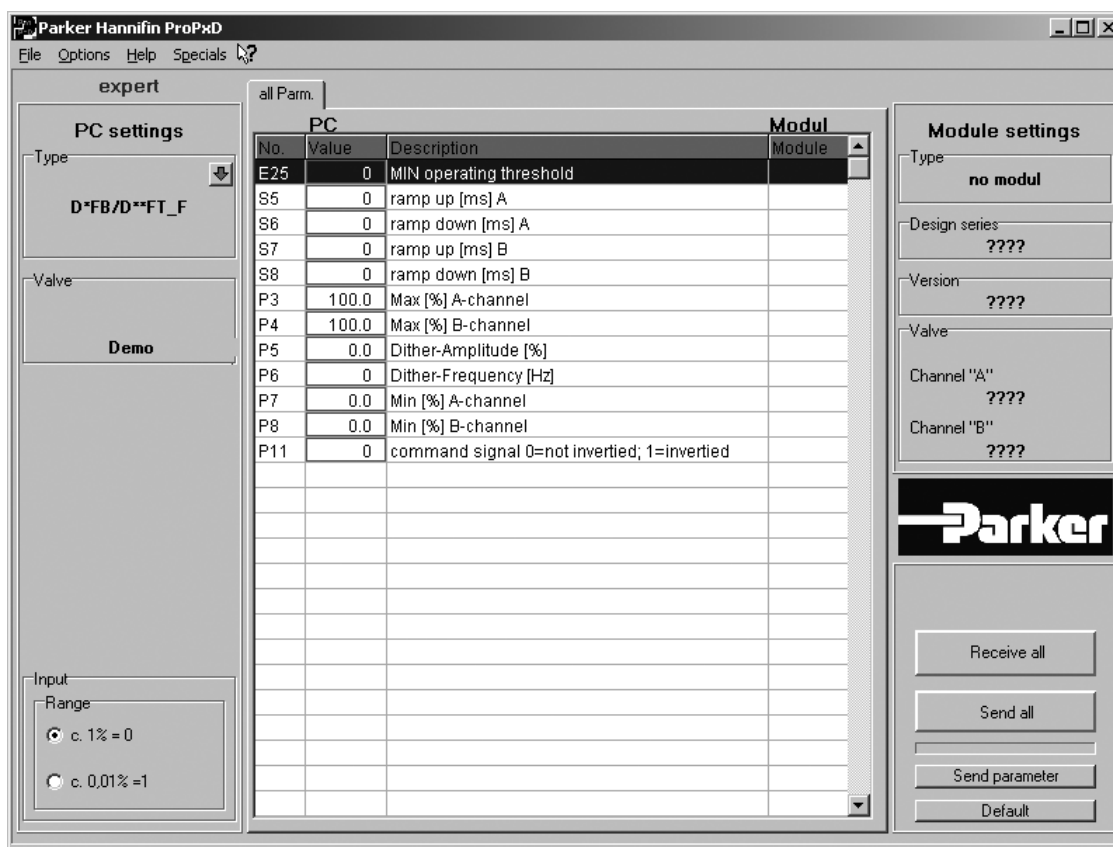 Parker Hannifin ProPxD
File Options Help Specials ?
expert
PC settings
Type
D*FB/D**FT_F
Valve
Demo
Input
Range
c. 1% = 0
c. 0,01% =1
all Parm.
PC Modul
No. Value Description Module
E25 0 MIN operating threshold
S5 0 ramp up [ms] A
S6 0 ramp down [ms] A
S7 0 ramp up [ms] B
S8 0 ramp down [ms] B
P3 100.0 Max [%] A-channel
P4 100.0 Max [%] B-channel
P5 0.0 Dither-Amplitude [%]
P6 0 Dither-Frequency [Hz]
P7 0.0 Min [%] A-channel
P8 0.0 Min [%] B-channel
P11 0 command signal 0=not invertied; 1=invertied
Module settings
Type
no modul
Design series
????
Version
????
Valve
Channel "A"
????
Channel "B"
????
Parker
Receive all
Send all
Send parameter
Default